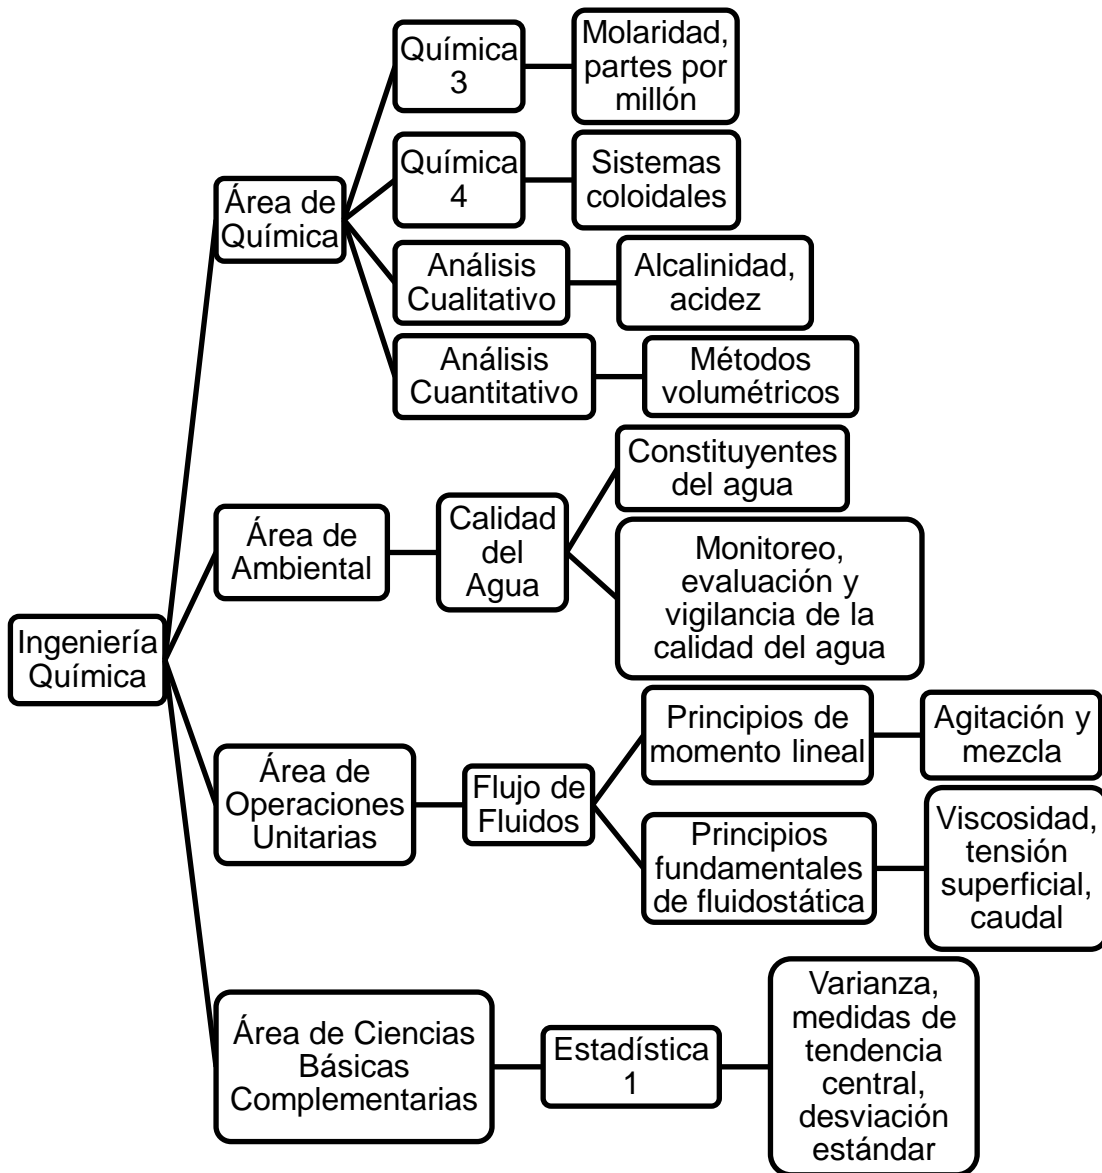 Ingeniería
Química
Área de
Química
Química
3
Molaridad,
partes por
millón
Química
4
Sistemas
coloidales
Análisis
Cualitativo
Alcalinidad,
acidez
Análisis
Cuantitativo
Métodos
volumétricos
Área de
Ambiental
Calidad
del
Agua
Constituyentes
del agua
Monitoreo,
evaluación y
vigilancia de la
calidad del agua
Área de
Operaciones
Unitarias
Flujo de
Fluidos
Principios de
momento lineal
Agitación y
mezcla
Principios
fundamentales
de fluidostática
Viscosidad,
tensión
superficial,
caudal
Área de Ciencias
Básicas
Complementarias
Estadística
1
Varianza,
medidas de
tendencia
central,
desviación
estándar